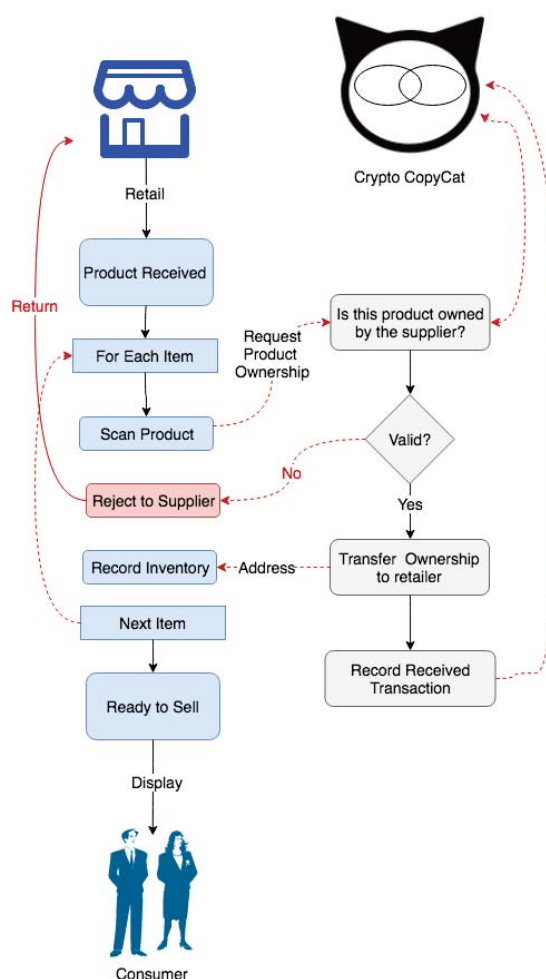 Crypto CopyCat
Retail
Product Received
Return
For Each Item
Request
Product
Ownership
Is this product owned
by the supplier?
Scan Product
Valid?
No
Reject to Supplier
Yes
Record Inventory
Address
Transfer Ownership
to retailer
Next Item
Record Received
Transaction
Ready to Sell
Display
Consumer